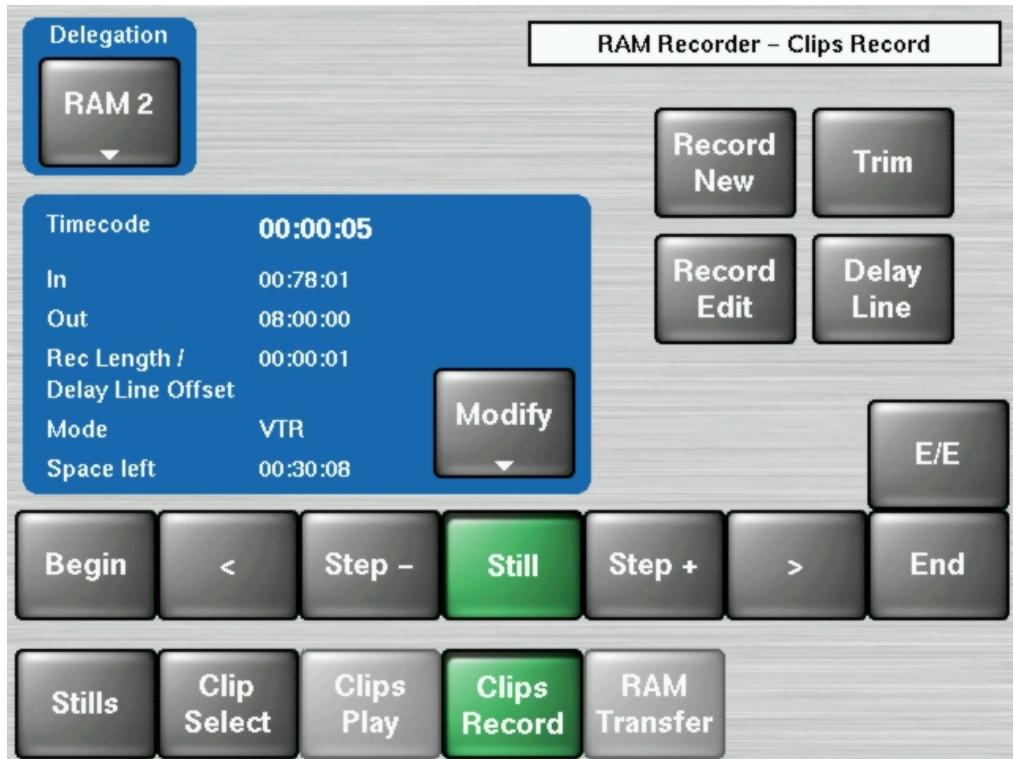 Delegation
RAM 2
RAM Recorder – Clips Record
Record
New
Trim
Record
Edit
Delay
Line
Timecode 00:00:05
In 00:78:01
Out 08:00:00
Rec Length / 00:00:01
Delay Line Offset
Mode VTR
Space left 00:30:08
Modify
E/E
Begin < Step – Still Step + > End
Stills
Clip
Select
Clips
Play
Clips
Record
RAM
Transfer